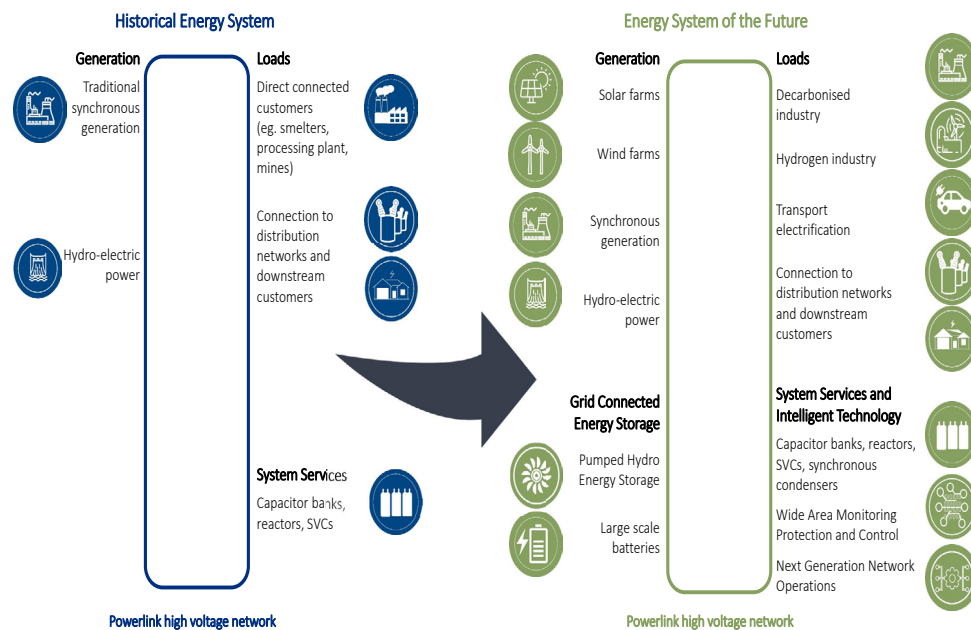 Historical Energy System
Generation
Traditional
synchronous
generation
Hydro-electric
power
Loads
Direct connected
customers
(eg. smelters,
processing plant,
mines)
Connection to
distribution
networks and
downstream
customers
System Services
Capacitor banks,
reactors, SVCs
Powerlink high voltage network
Energy System of the Future
Generation
Solar farms
Wind farms
Synchronous
generation
Hydro-electric
power
Grid Connected
Energy Storage
Pumped Hydro
Energy Storage
Large scale
batteries
Loads
Decarbonised
industry
Hydrogen industry
Transport
electrification
Connection to
distribution networks
and downstream
customers
System Services and
Intelligent Technology
Capacitor banks, reactors,
SVCs, synchronous
condensers
Wide Area Monitoring
Protection and Control
Next Generation Network
Operations
Powerlink high voltage network